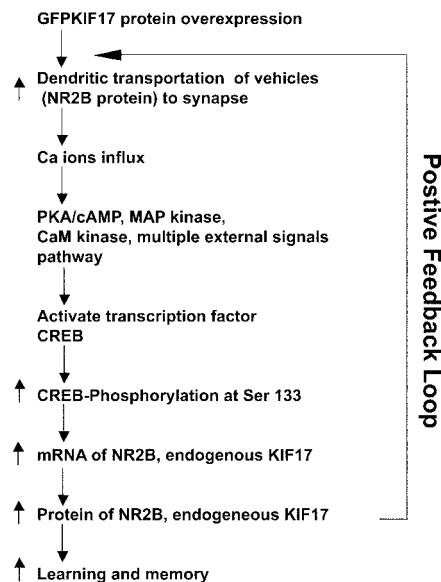 GFPKIF17 protein overexpression
Dendritic transportation of vehicles
(NR2B protein) to synapse
Ca ions influx
PKA/cAMP, MAP kinase,
CaM kinase, multiple external signals
pathway
Activate transcription factor
CREB
CREB-Phosphorylation at Ser 133
mRNA of NR2B, endogenous KIF17
Protein of NR2B, endogeneous KIF17
Learning and memory
Postive Feedback Loop